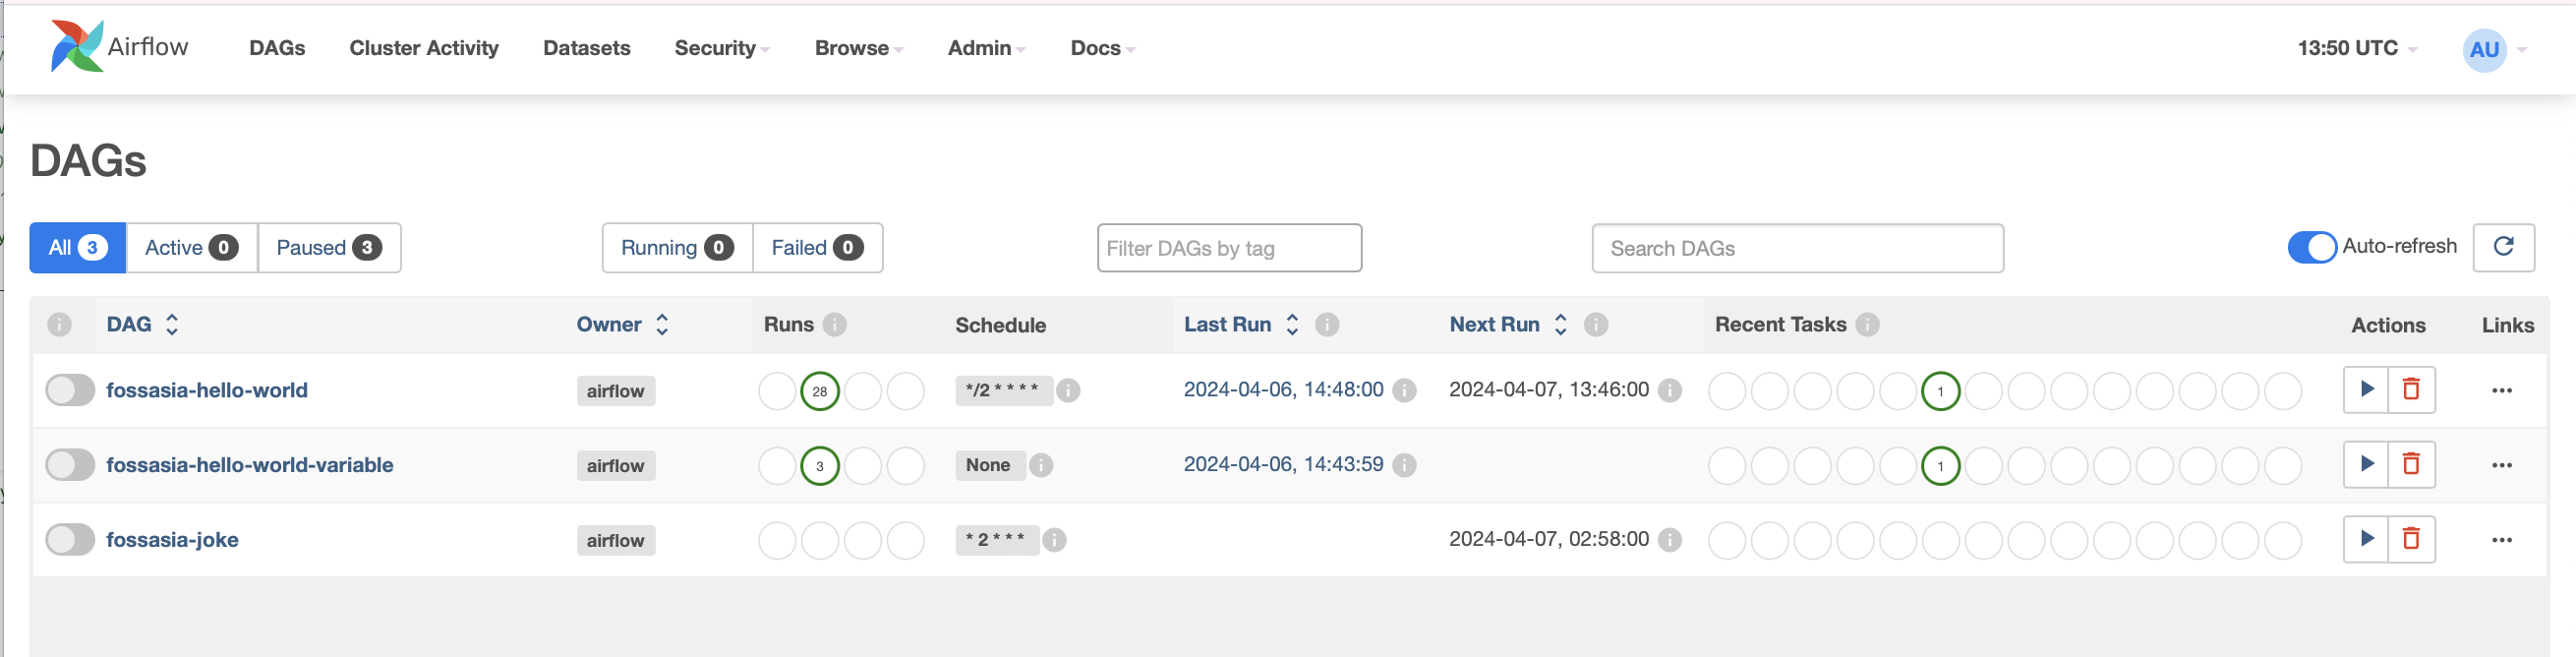 Airflow DAGs Cluster Activity Datasets Security Browse Admin Docs 13:50 UTC AU
DAGs
All 3 Active 0 Paused 3 Running 0 Failed 0 Filter DAGs by tag Search DAGs Auto-refresh
DAG Owner Runs Schedule Last Run Next Run Recent Tasks Actions Links
fossasia-hello-world airflow 28 */2 * * * * 2024-04-06, 14:48:00 2024-04-07, 13:46:00 1
fossasia-hello-world-variable airflow 3 None 2024-04-06, 14:43:59 1
fossasia-joke airflow * 2 * * * 2024-04-07, 02:58:00